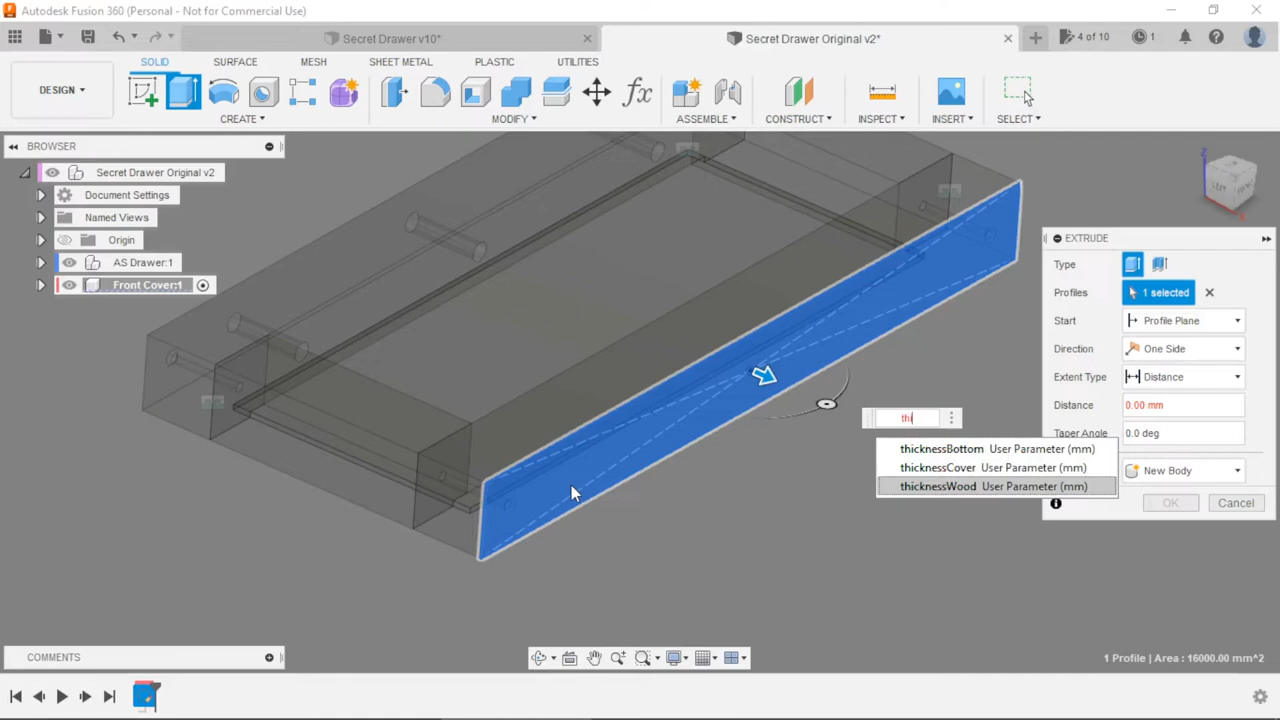 Autodesk Fusion 360 (Personal - Not for Commercial Use)
Secret Drawer v10*
Secret Drawer Original v2*
4 of 10
1
SOLID
SURFACE
MESH
SHEET METAL
PLASTIC
UTILITIES
DESIGN
fx
CREATE
MODIFY
ASSEMBLE
CONSTRUCT
INSPECT
INSERT
SELECT
BROWSER
Secret Drawer Original v2
Document Settings
Named Views
Origin
AS Drawer:1
Front Cover:1
Z
EXTRUDE
Type
Profiles
1 selected
Start
Profile Plane
Direction
One Side
Extent Type
Distance
Distance
0.00 mm
Taper Angle
0.0 deg
New Body
OK
Cancel
thi
thicknessBottom User Parameter (mm)
thicknessCover User Parameter (mm)
thicknessWood User Parameter (mm)
COMMENTS
1 Profile | Area : 16000.00 mm^2